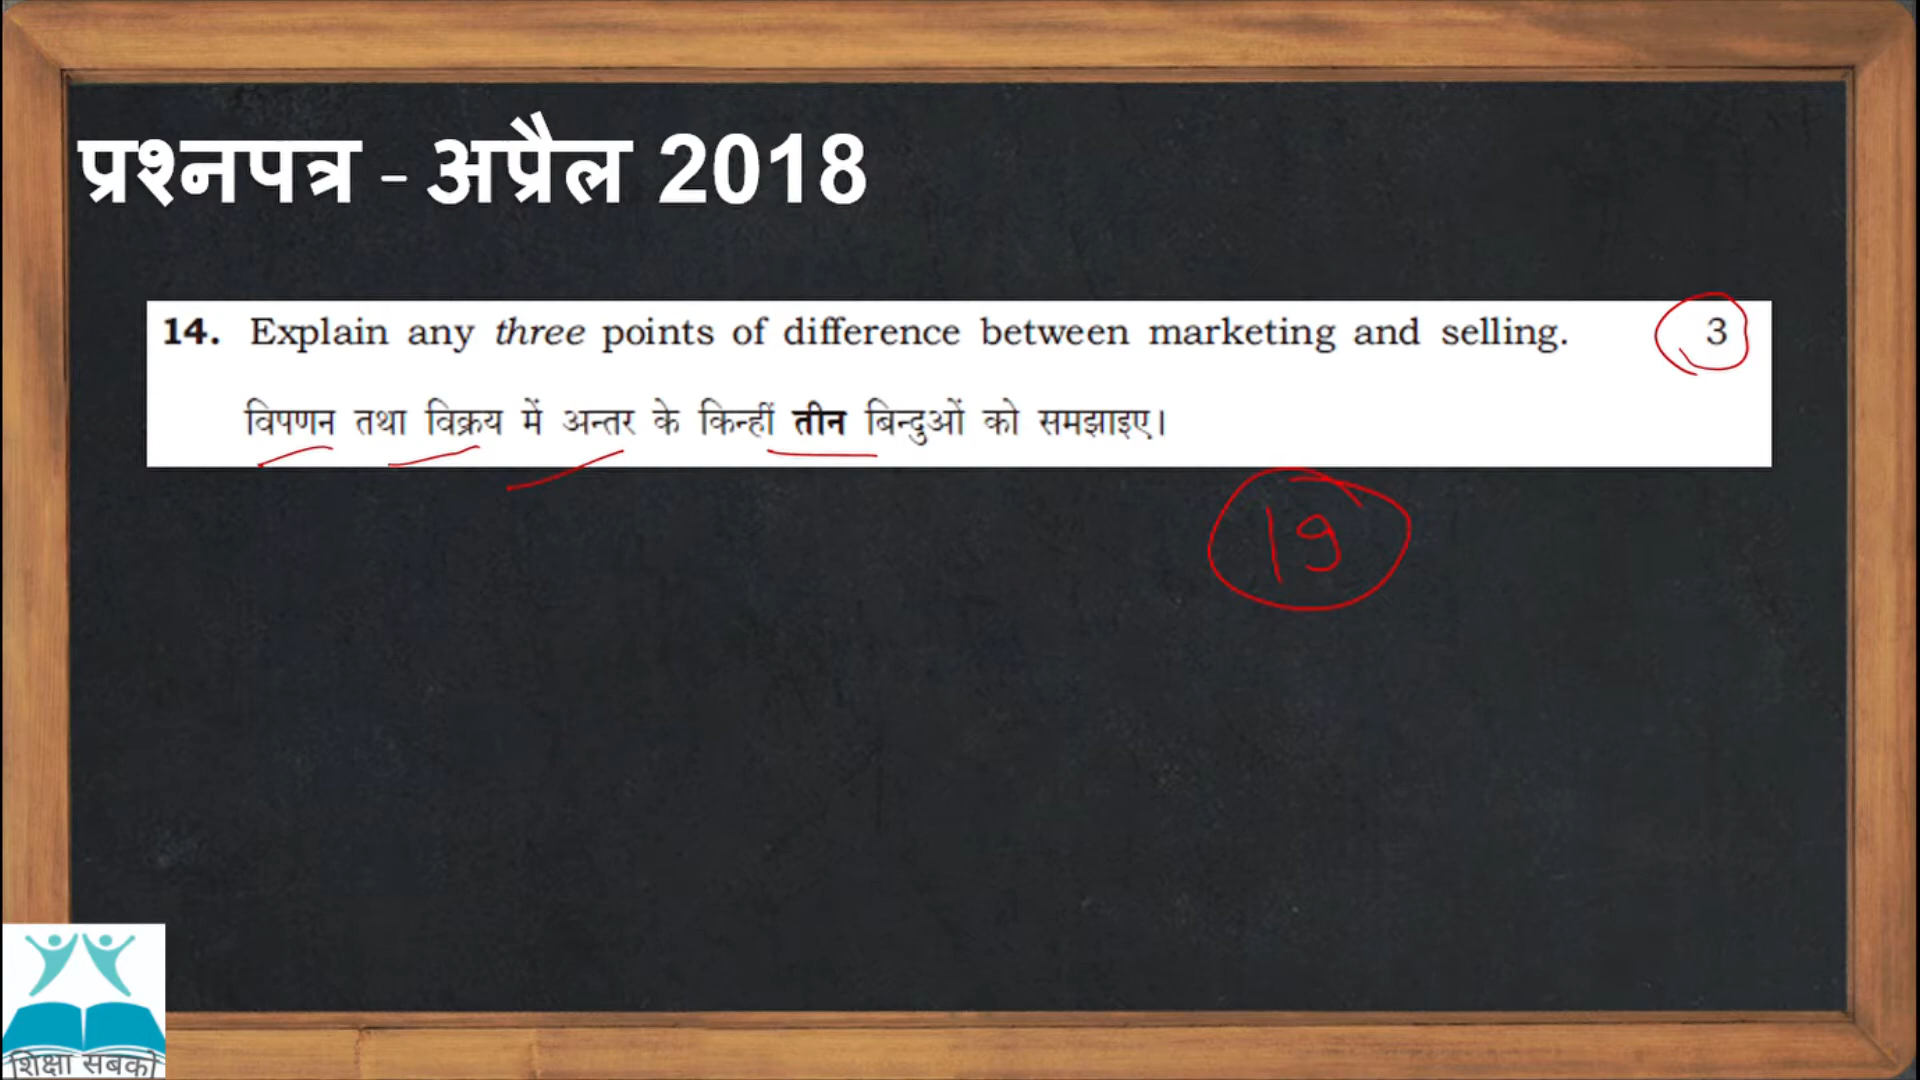 प्रश्नपत्र - अप्रैल 2018
14. Explain any three points of difference between marketing and selling. 3
विपणन तथा विक्रय में अन्तर के किन्हीं तीन बिन्दुओं को समझाइए।
19
शिक्षा सबको